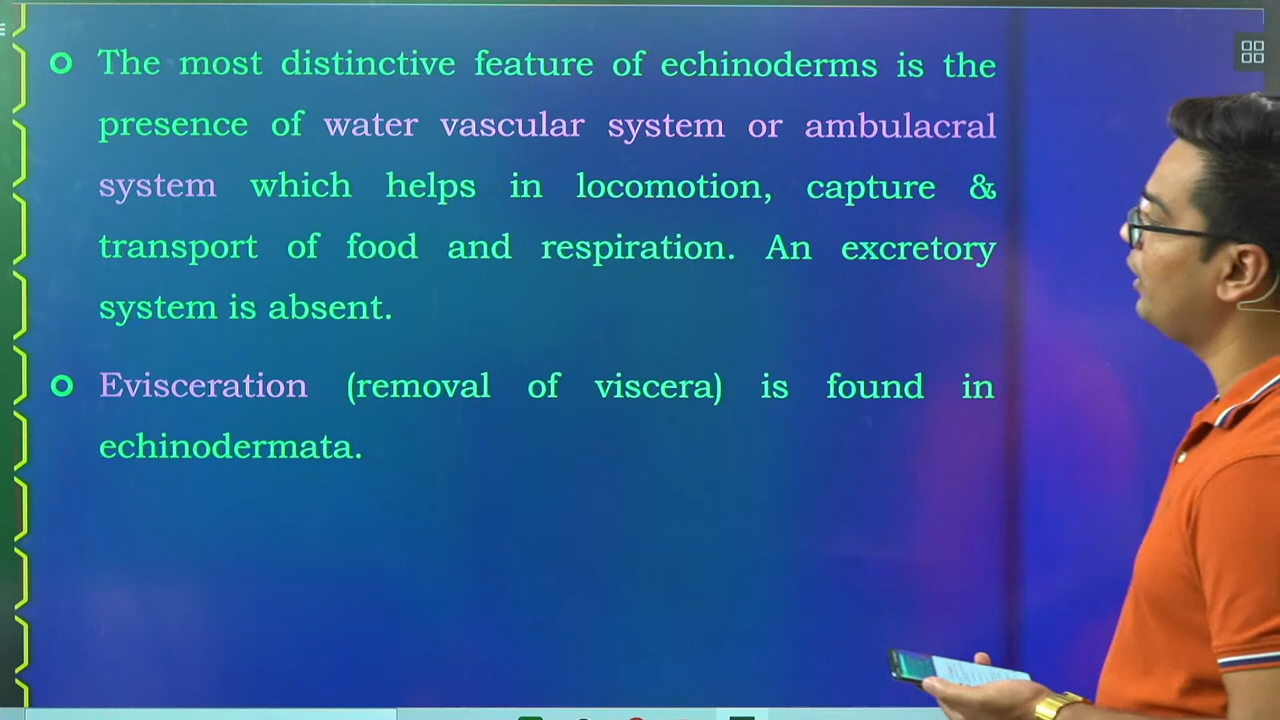 The most distinctive feature of echinoderms is the
presence of water vascular system or ambulacral
system which helps in locomotion, capture &
transport of food and respiration. An excretory
system is absent.
Evisceration (removal of viscera) is found in
echinodermata.